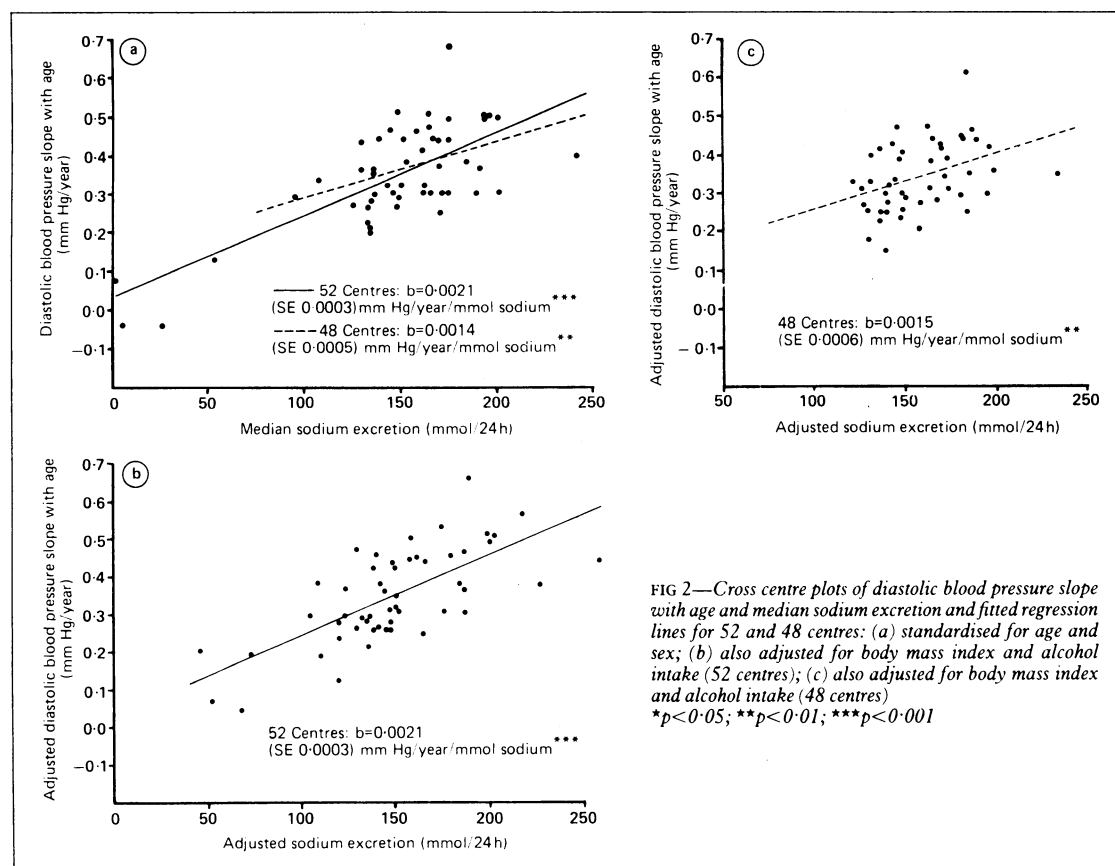 a
Diastolic blood pressure slope with age
(mm Hg/year)
0·7
0·6
0·5
0·4
0·3
0·2
0·1
0·0
−0·1
52 Centres: b=0·0021
(SE 0·0003)mm Hg/year/mmol sodium***
48 Centres: b=0·0014
(SE 0·0005) mm Hg/year/mmol sodium**
0 50 100 150 200 250
Median sodium excretion (mmol/24h)
c
Adjusted diastolic blood pressure slope with age
(mm Hg/year)
0·7
0·6
0·5
0·4
0·3
0·2
0·1
0·0
− 0·1
48 Centres: b=0·0015
(SE 0·0006) mm Hg/year/mmol sodium**
50 100 150 200 250
Adjusted sodium excretion (mmol/24h)
b
Adjusted diastolic blood pressure slope with age
(mm Hg/year)
0·7
0·6
0·5
0·4
0·3
0·2
0·1
0·0
−0·1
52 Centres: b=0·0021
(SE 0·0003) mm Hg/year/mmol sodium***
50 100 150 200 250
Adjusted sodium excretion (mmol/24h)
FIG 2—Cross centre plots of diastolic blood pressure slope
with age and median sodium excretion and fitted regression
lines for 52 and 48 centres: (a) standardised for age and
sex; (b) also adjusted for body mass index and alcohol
intake (52 centres); (c) also adjusted for body mass index
and alcohol intake (48 centres)
*p<0·05; **p<0·01; ***p<0·001